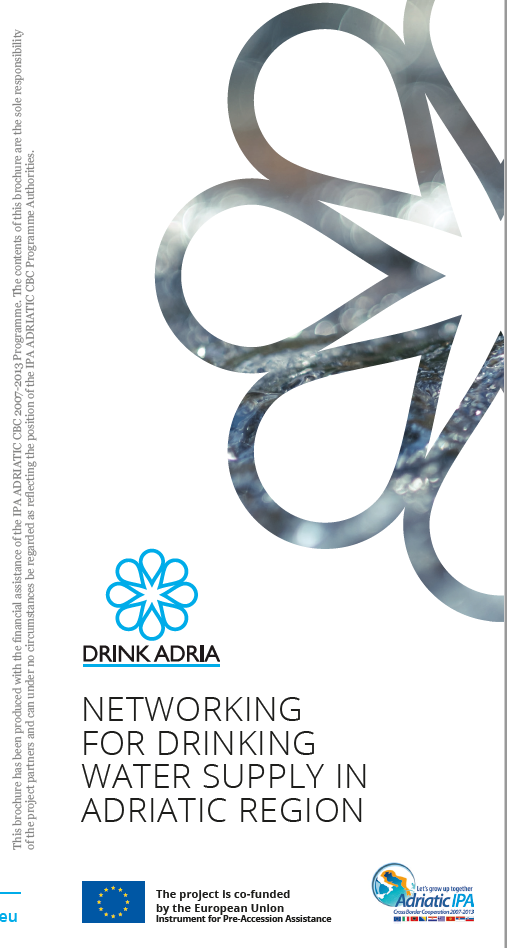 This brochure has been produced with the financial assistance of the IPA ADRIATIC CBC 2007-2013 Programme. The contents of this brochure are the sole responsibility
of the project partners and can under no circumstances be regarded as reflecting the position of the IPA ADRIATIC CBC Programme Authorities.
DRINK ADRIA
NETWORKING
FOR DRINKING
WATER SUPPLY IN
ADRIATIC REGION
eu
The project is co-funded
by the European Union
Instrument for Pre-Accession Assistance
Let's grow up together
Adriatic IPA
Cross Border Cooperation 2007-2013